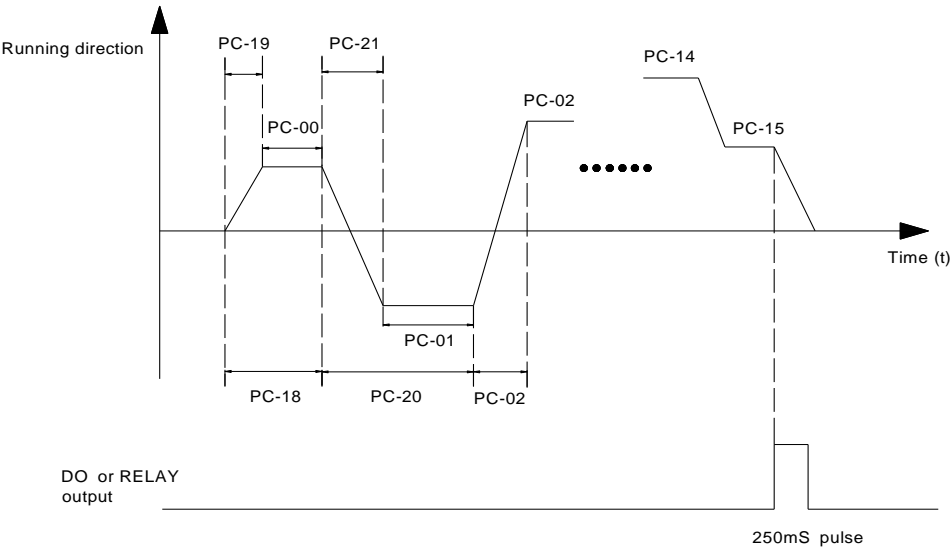 Running direction
PC-19
PC-21
PC-14
PC-02
PC-00
PC-15
Time (t)
PC-01
PC-18
PC-20
PC-02
DO or RELAY
output
250mS pulse